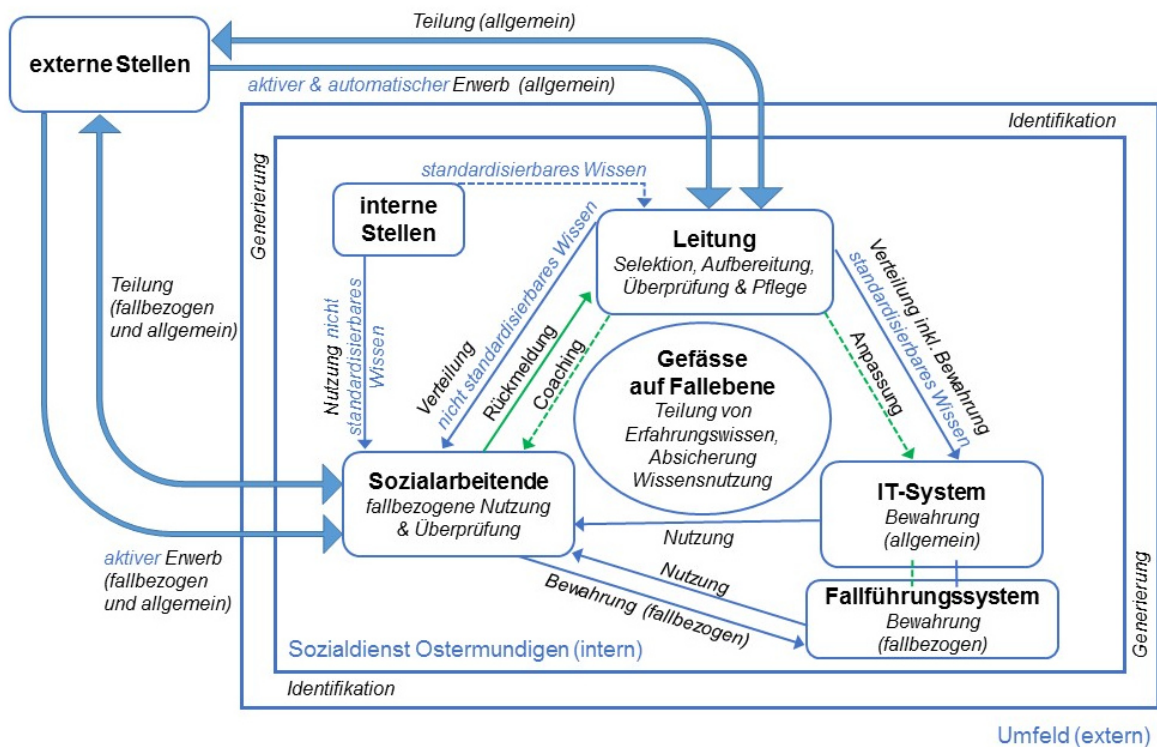 Teilung (allgemein)
externe Stellen
aktiver & automatischer Erwerb (allgemein)
Identifikation
Generierung
standardisierbares Wissen
interne
Stellen
Leitung
Selektion, Aufbereitung,
Überprüfung & Pflege
Verteilung
nicht standardisierbares Wissen
Rückmeldung
Coaching
Verteilung inkl. Bewahrung
standardisierbares Wissen
Anpassung
Teilung
(fallbezogen
und allgemein)
Nutzung nicht
standardisierbares
Wissen
Gefässe
auf Fallebene
Teilung von
Erfahrungswissen,
Absicherung
Wissensnutzung
Sozialarbeitende
fallbezogene Nutzung
& Überprüfung
IT-System
Bewahrung
(allgemein)
Nutzung
aktiver Erwerb
(fallbezogen
und allgemein)
Nutzung
Bewahrung (fallbezogen)
Fallführungssystem
Bewahrung
(fallbezogen)
Generierung
Sozialdienst Ostermundigen (intern)
Identifikation
Umfeld (extern)